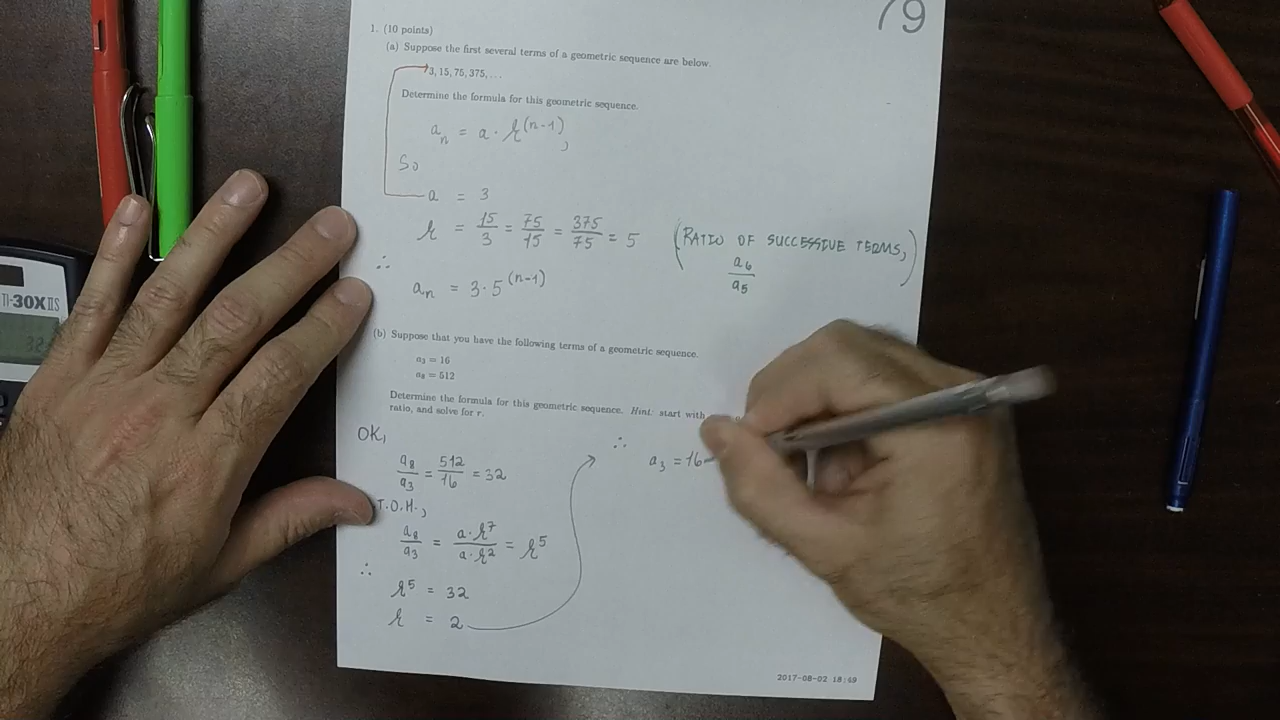 79
1. (10 points)
(a) Suppose the first several terms of a geometric sequence are below.
3, 15, 75, 375, ...
Determine the formula for this geometric sequence.
aₙ = a · r⁽ⁿ⁻¹⁾,
So
a = 3
r = 15/3 = 75/15 = 375/75 = 5
(RATIO OF SUCCESSIVE TERMS, a₆/a₅)
∴
aₙ = 3·5⁽ⁿ⁻¹⁾
(b) Suppose that you have the following terms of a geometric sequence.
a₃ = 16
a₈ = 512
Determine the formula for this geometric sequence. Hint: start with
ratio, and solve for r.
OK,
a₈/a₃ = 512/16 = 32
T.O.H.,
a₈/a₃ = a·r⁷/a·r² = r⁵
∴
r⁵ = 32
r = 2
∴
a₃ = 16
2017-08-02 18:49
TI-30X IIS